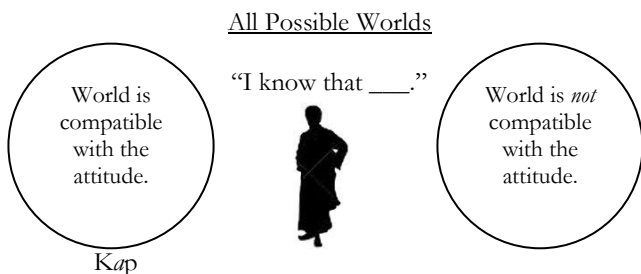 All Possible Worlds
“I know that ___.”
World is
compatible
with the
attitude.
World is not
compatible
with the
attitude.
Kap